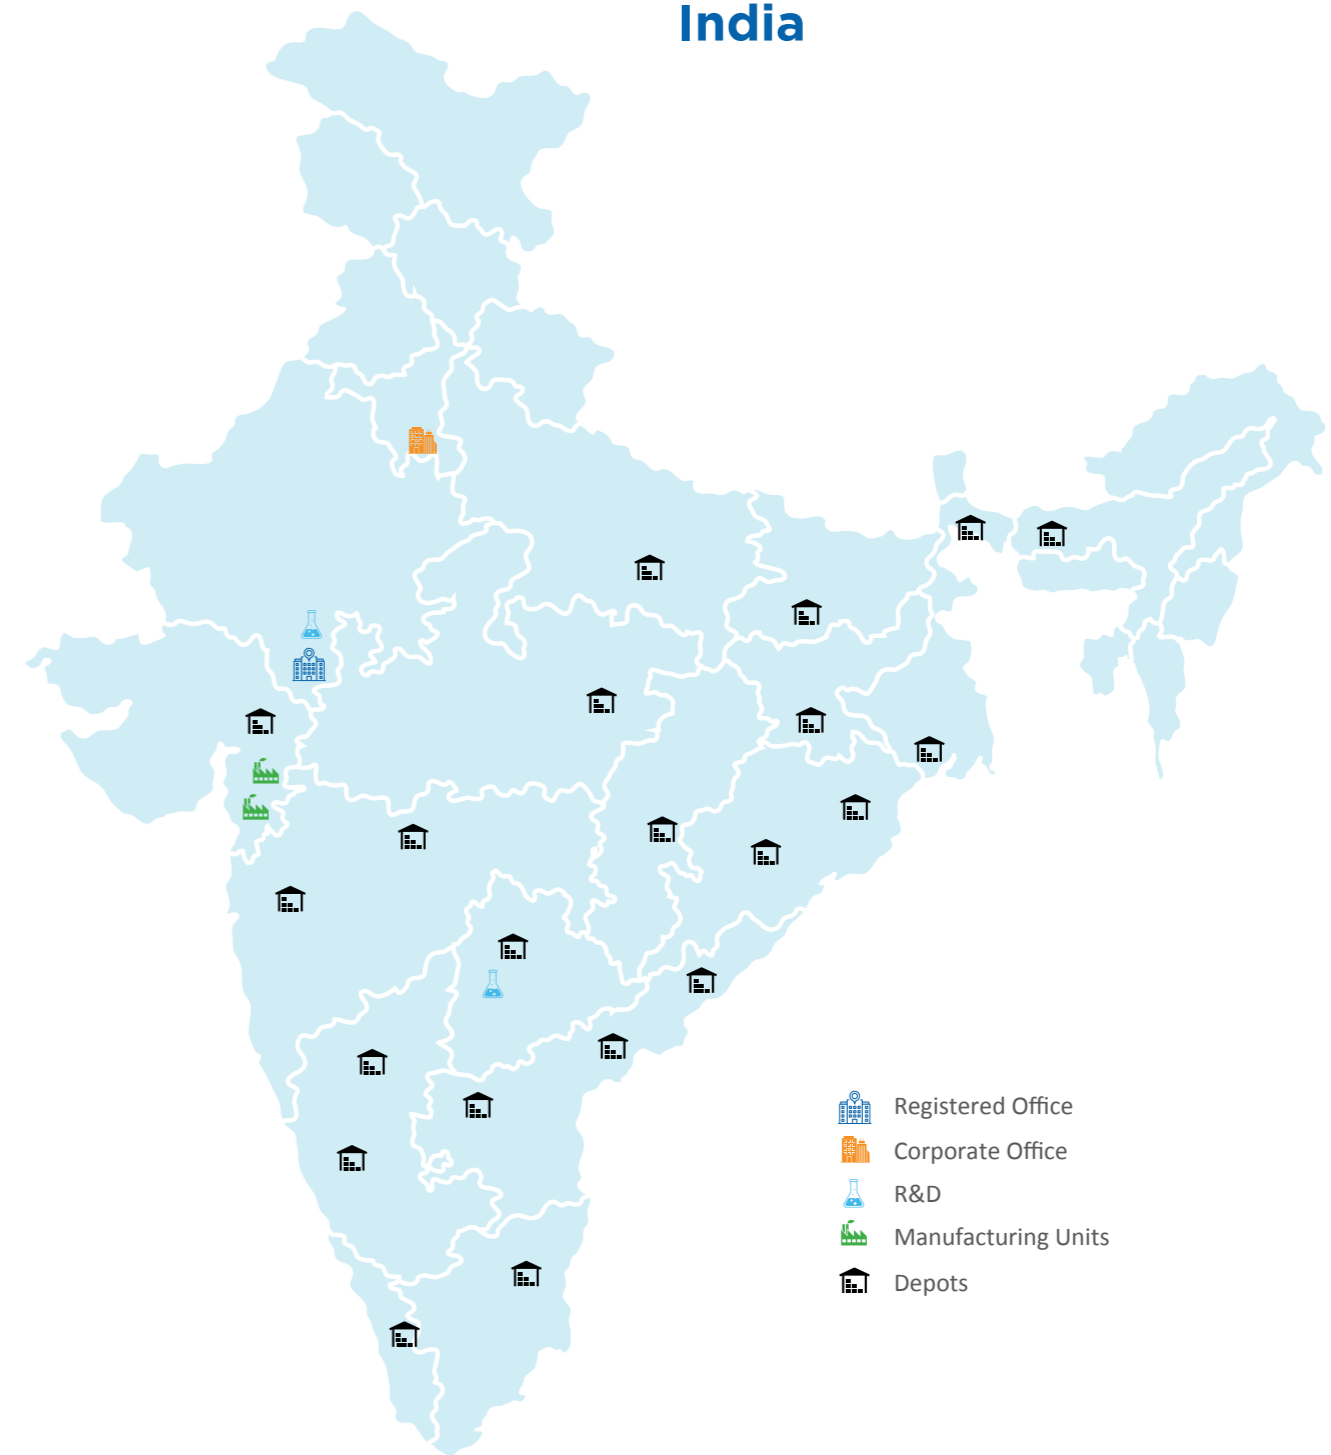 India
Registered Office
Corporate Office
R&D
Manufacturing Units
Depots